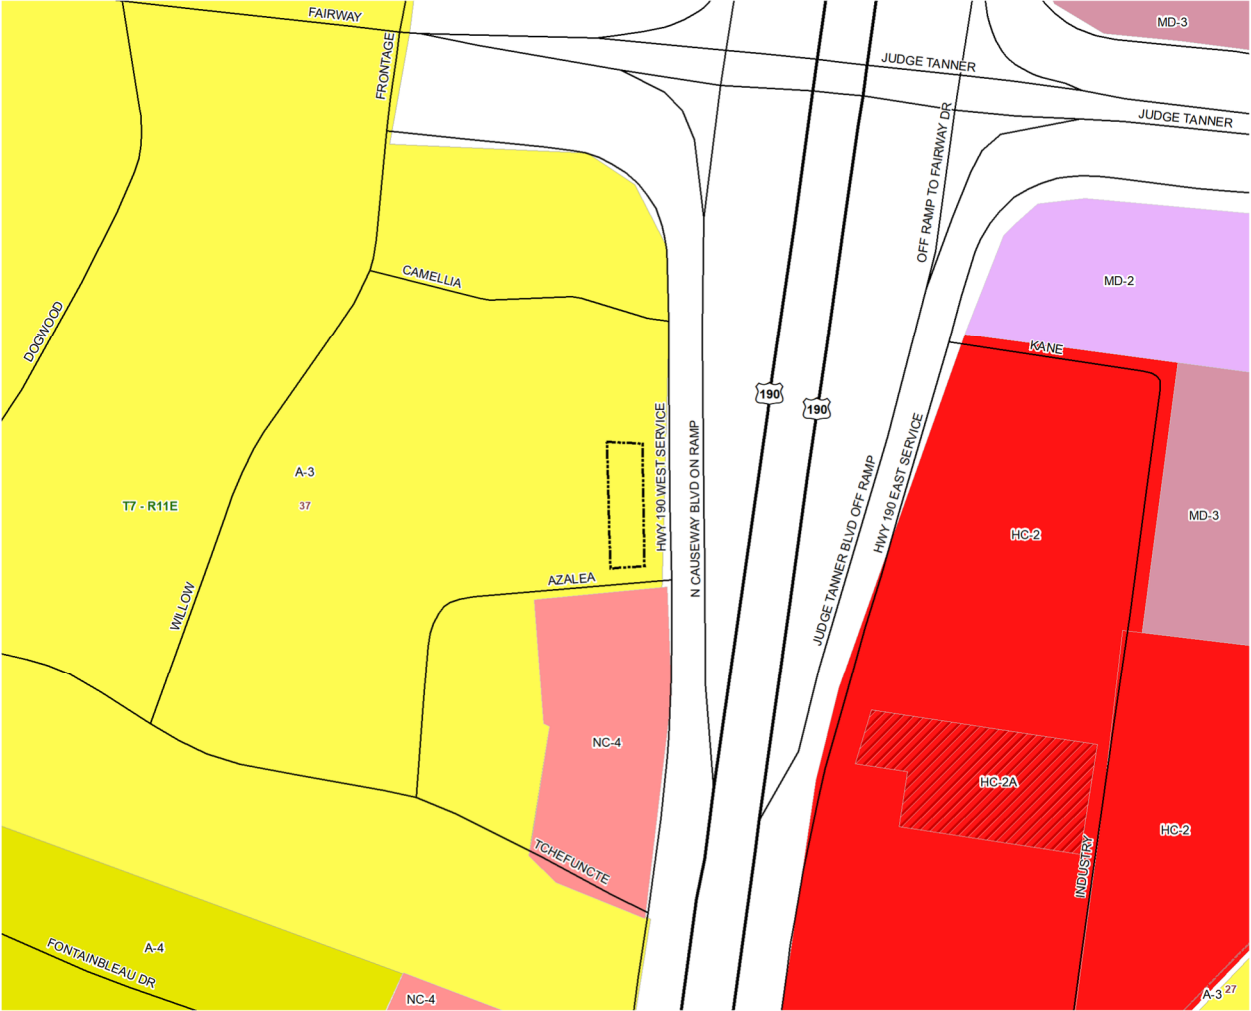 FAIRWAY
MD-3
FRONTAGE
JUDGE TANNER
JUDGE TANNER
OFF RAMP TO FAIRWAY DR
CAMELLIA
MD-2
DOGWOOD
KANE
190
190
HWY 190 WEST SERVICE
N CAUSEWAY BLVD ON RAMP
JUDGE TANNER BLVD OFF RAMP
HWY 190 EAST SERVICE
A-3
37
T7 - R11E
MD-3
HC-2
AZALEA
WILLOW
NC-4
HC-2A
HC-2
TCHEFUNCTE
INDUSTRY
A-4
FONTAINBLEAU DR
NC-4
A-3 27